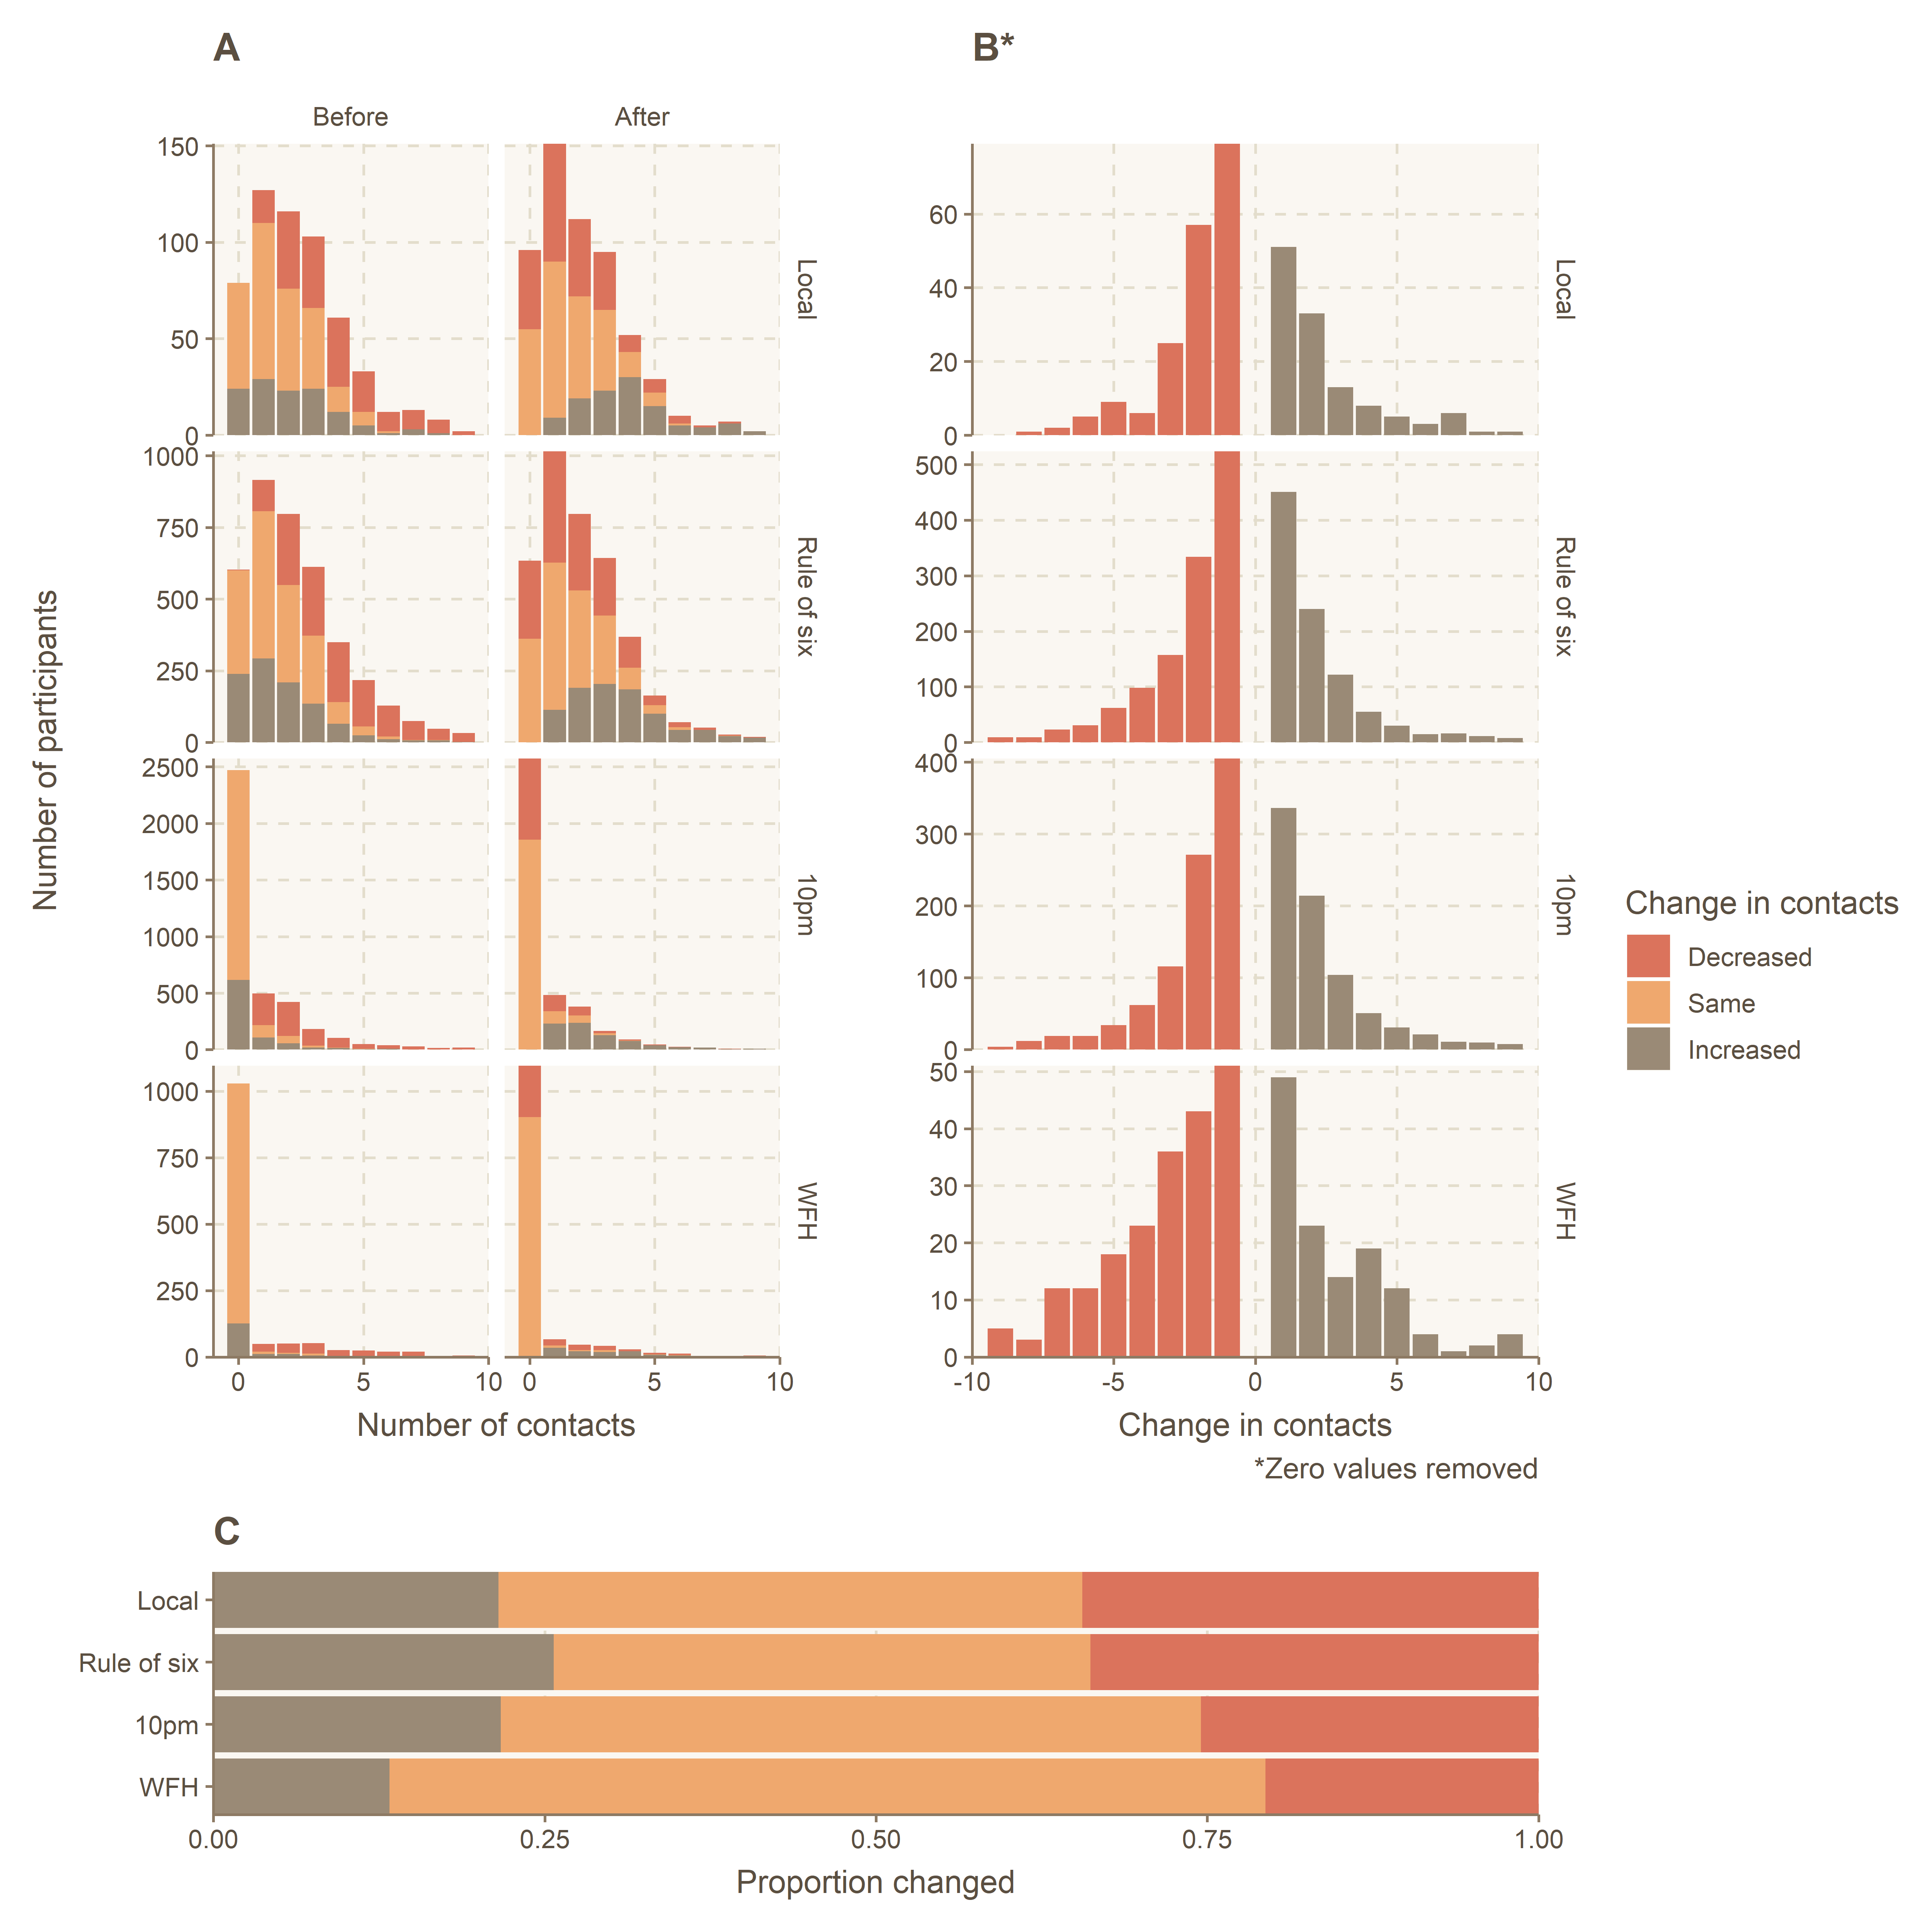 A
B*
Before
After
150
100
50
0
Local
60
40
20
0
Local
1000
750
500
250
0
Rule of six
500
400
300
200
100
0
Rule of six
2500
2000
1500
1000
500
0
10pm
400
300
200
100
0
10pm
1000
750
500
250
0
WFH
50
40
30
20
10
0
WFH
Number of participants
0 5 10 0 5 10
-10 -5 0 5 10
Number of contacts
Change in contacts
*Zero values removed
Change in contacts
Decreased
Same
Increased
C
Local
Rule of six
10pm
WFH
0.00 0.25 0.50 0.75 1.00
Proportion changed